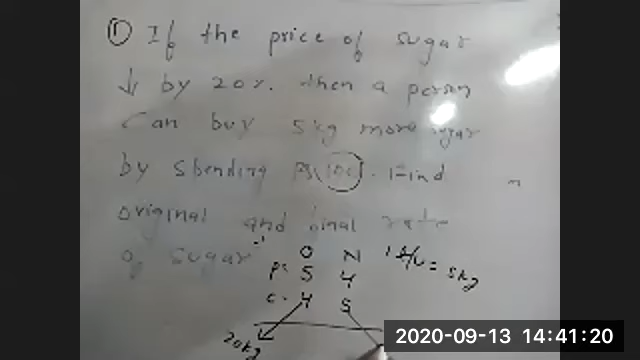 ① If the price of sugar
↓ by 20%. then a person
Can buy 5kg more sugar
by spending Rs 100. Find
original and final rate
of sugar
O N
P: 5 4 1 s/v = 5kg
C. 4 5
20kg
2020-09-13 14:41:20